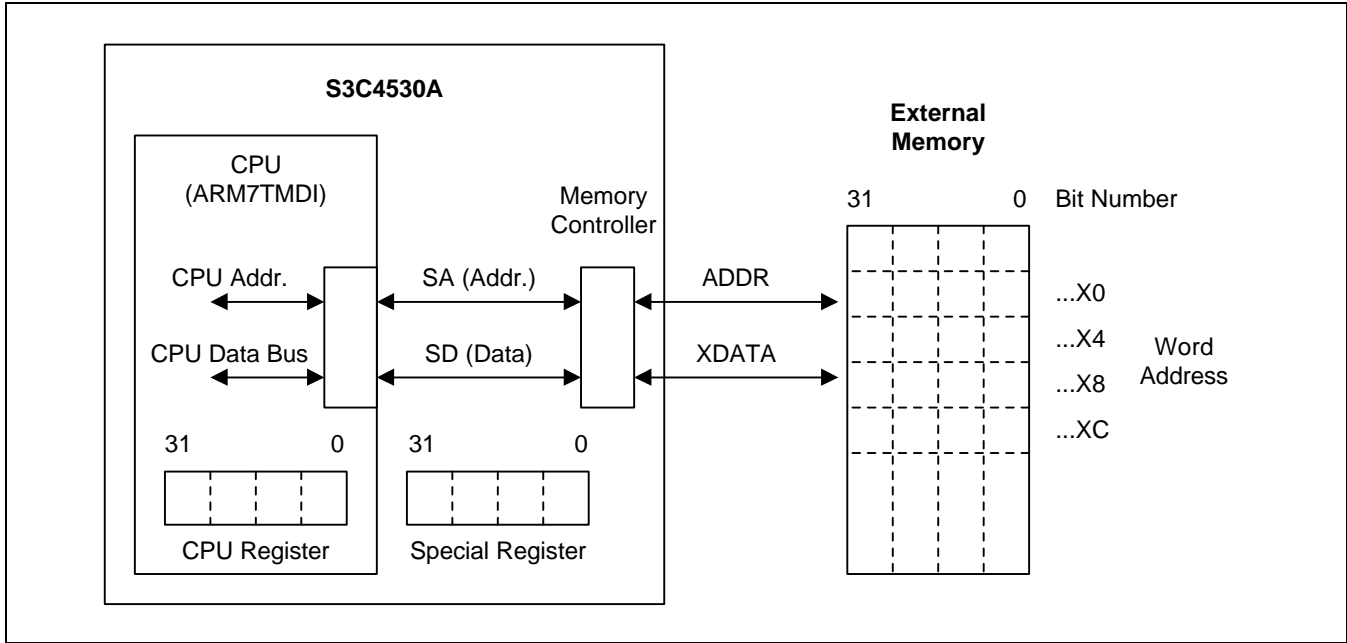 S3C4530A
CPU
(ARM7TMDI)
Memory
Controller
CPU Addr.
SA (Addr.)
ADDR
CPU Data Bus
SD (Data)
XDATA
31 0
CPU Register
31 0
Special Register
External
Memory
31 0 Bit Number
...X0
...X4
...X8
...XC
Word
Address